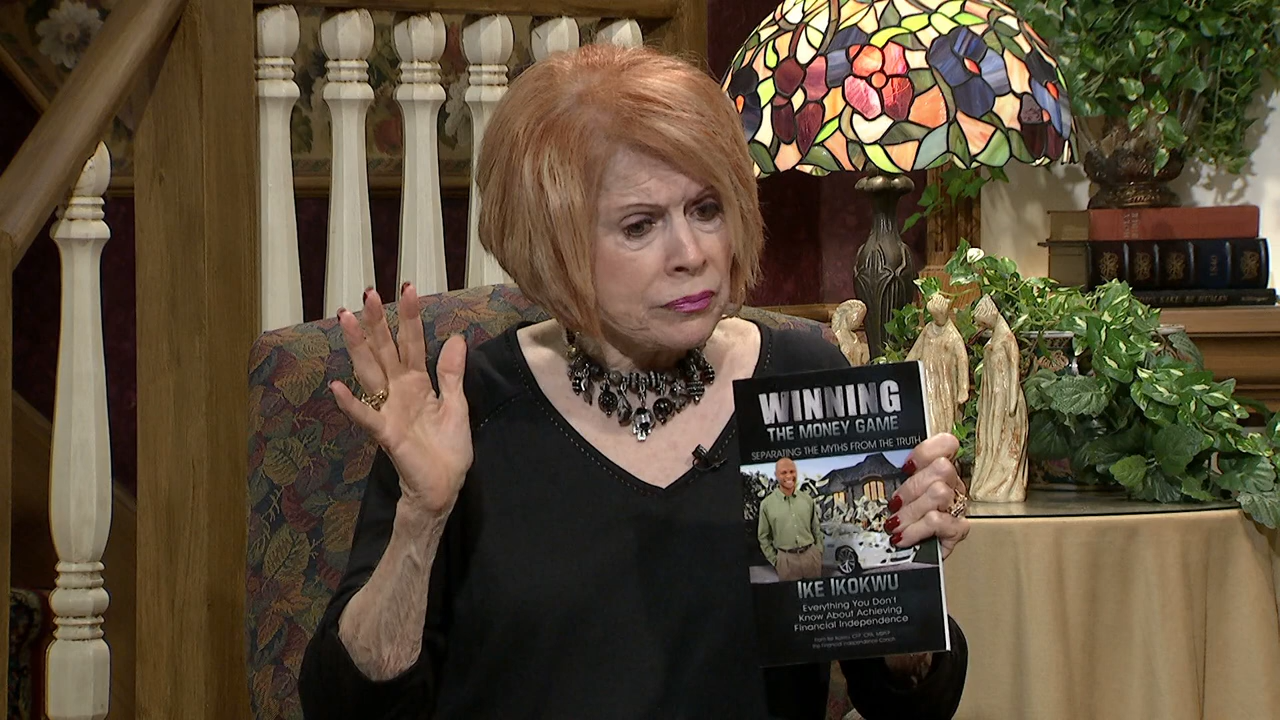 WINNING
THE MONEY GAME
SEPARATING THE MYTHS FROM THE TRUTH
IKE IKOKWU
Everything You Don't
Know About Achieving
Financial Independence